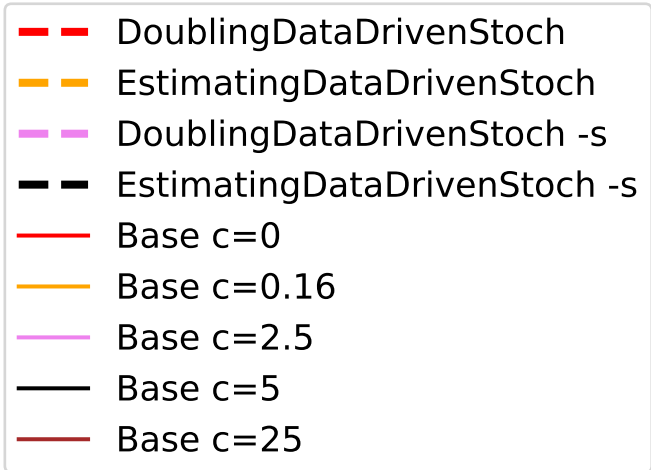 DoublingDataDrivenStoch
EstimatingDataDrivenStoch
DoublingDataDrivenStoch -s
EstimatingDataDrivenStoch -s
Base c=0
Base c=0.16
Base c=2.5
Base c=5
Base c=25